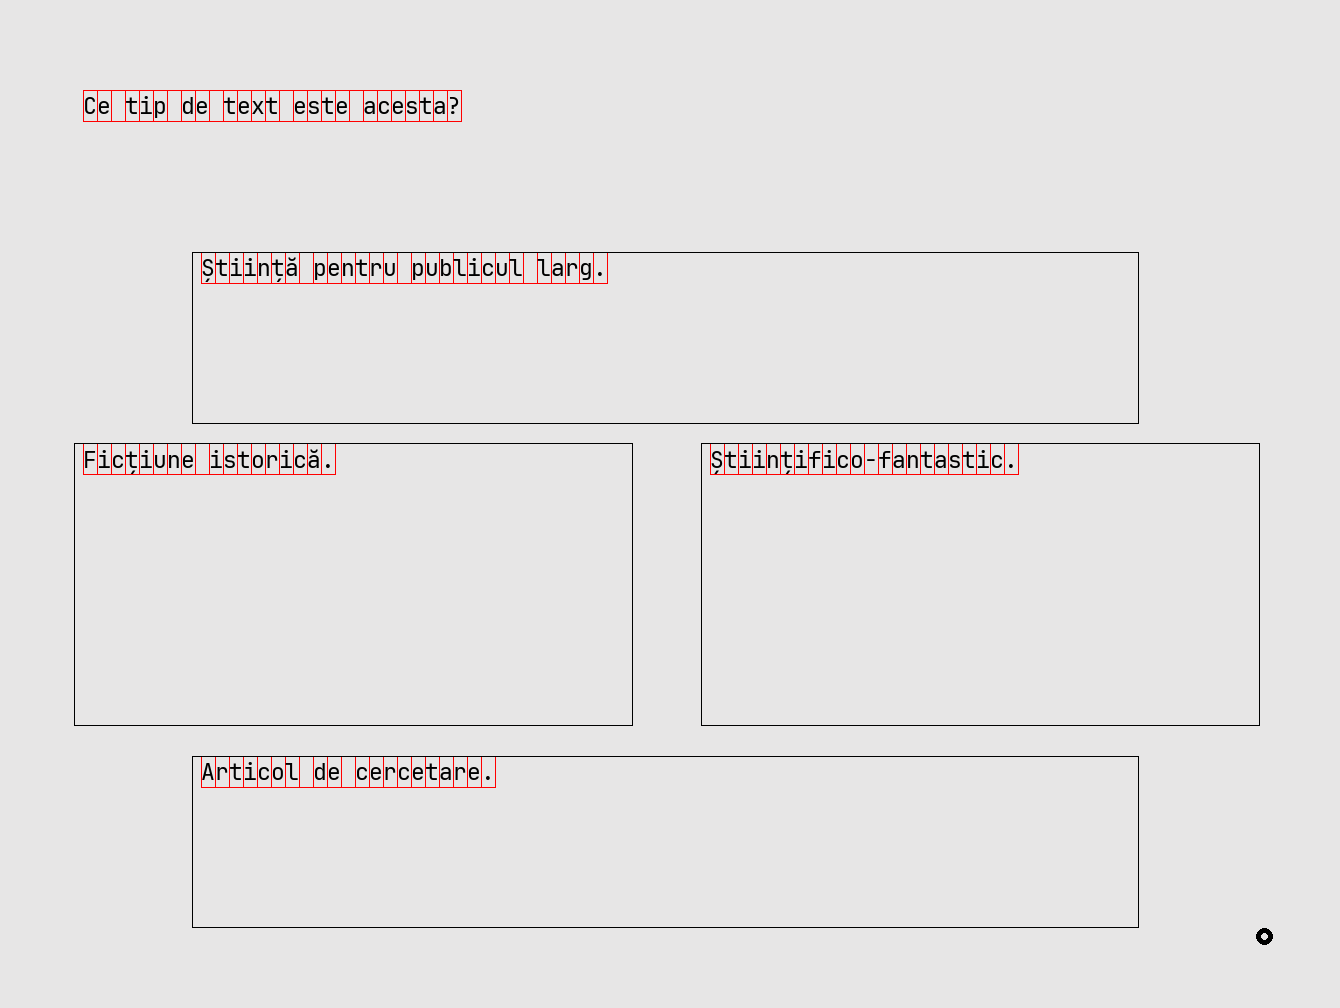 Ce tip de text este acesta?
Știință pentru publicul larg.
Ficțiune istorică.
Științifico-fantastic.
Articol de cercetare.